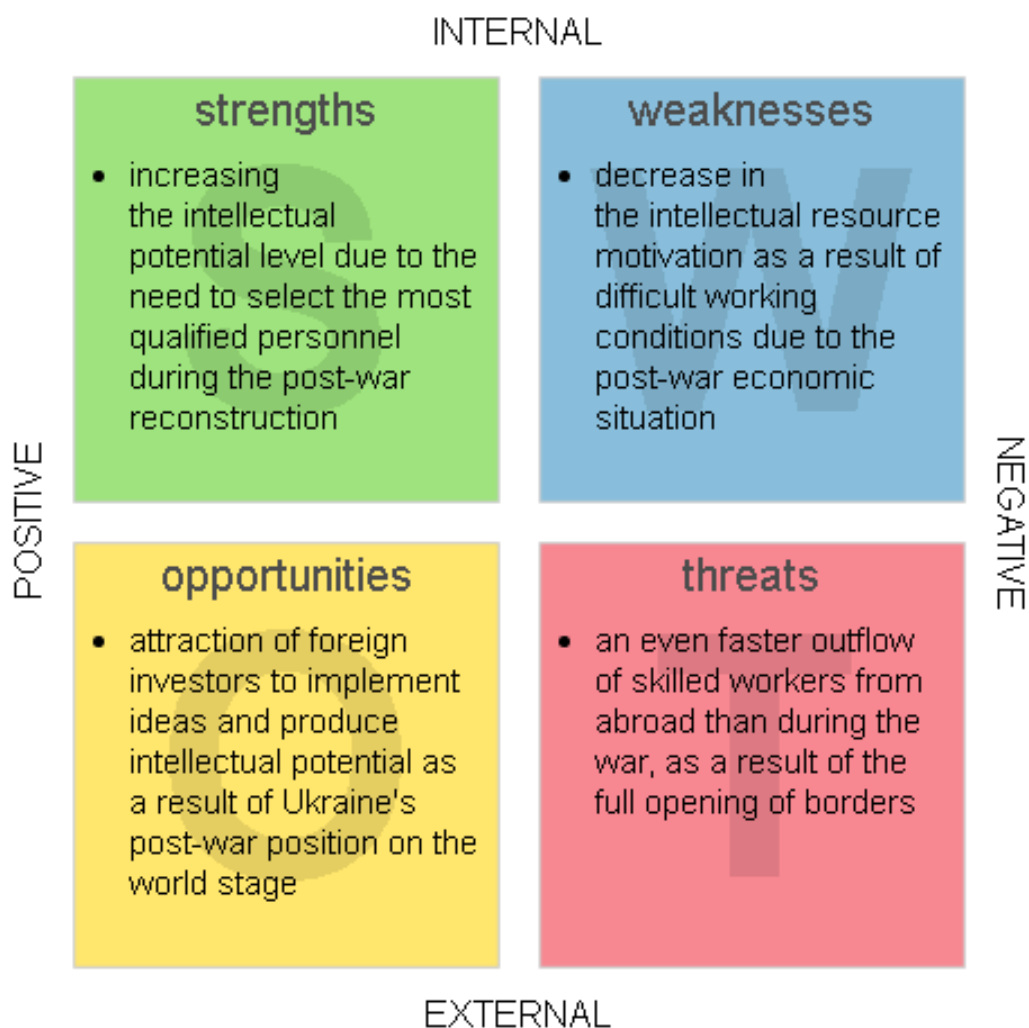 INTERNAL
strengths
• increasing
the intellectual
potential level due to the
need to select the most
qualified personnel
during the post-war
reconstruction
weaknesses
• decrease in
the intellectual resource
motivation as a result of
difficult working
conditions due to the
post-war economic
situation
POSITIVE
NEGATIVE
opportunities
• attraction of foreign
investors to implement
ideas and produce
intellectual potential as
a result of Ukraine's
post-war position on the
world stage
threats
• an even faster outflow
of skilled workers from
abroad than during the
war, as a result of the
full opening of borders
EXTERNAL
S
W
O
T